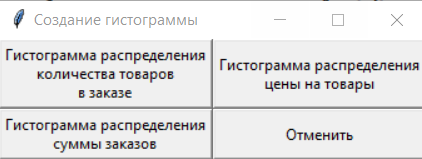 Создание гистограммы
Гистограмма распределения
количества товаров
в заказе
Гистограмма распределения
цены на товары
Гистограмма распределения
суммы заказов
Отменить